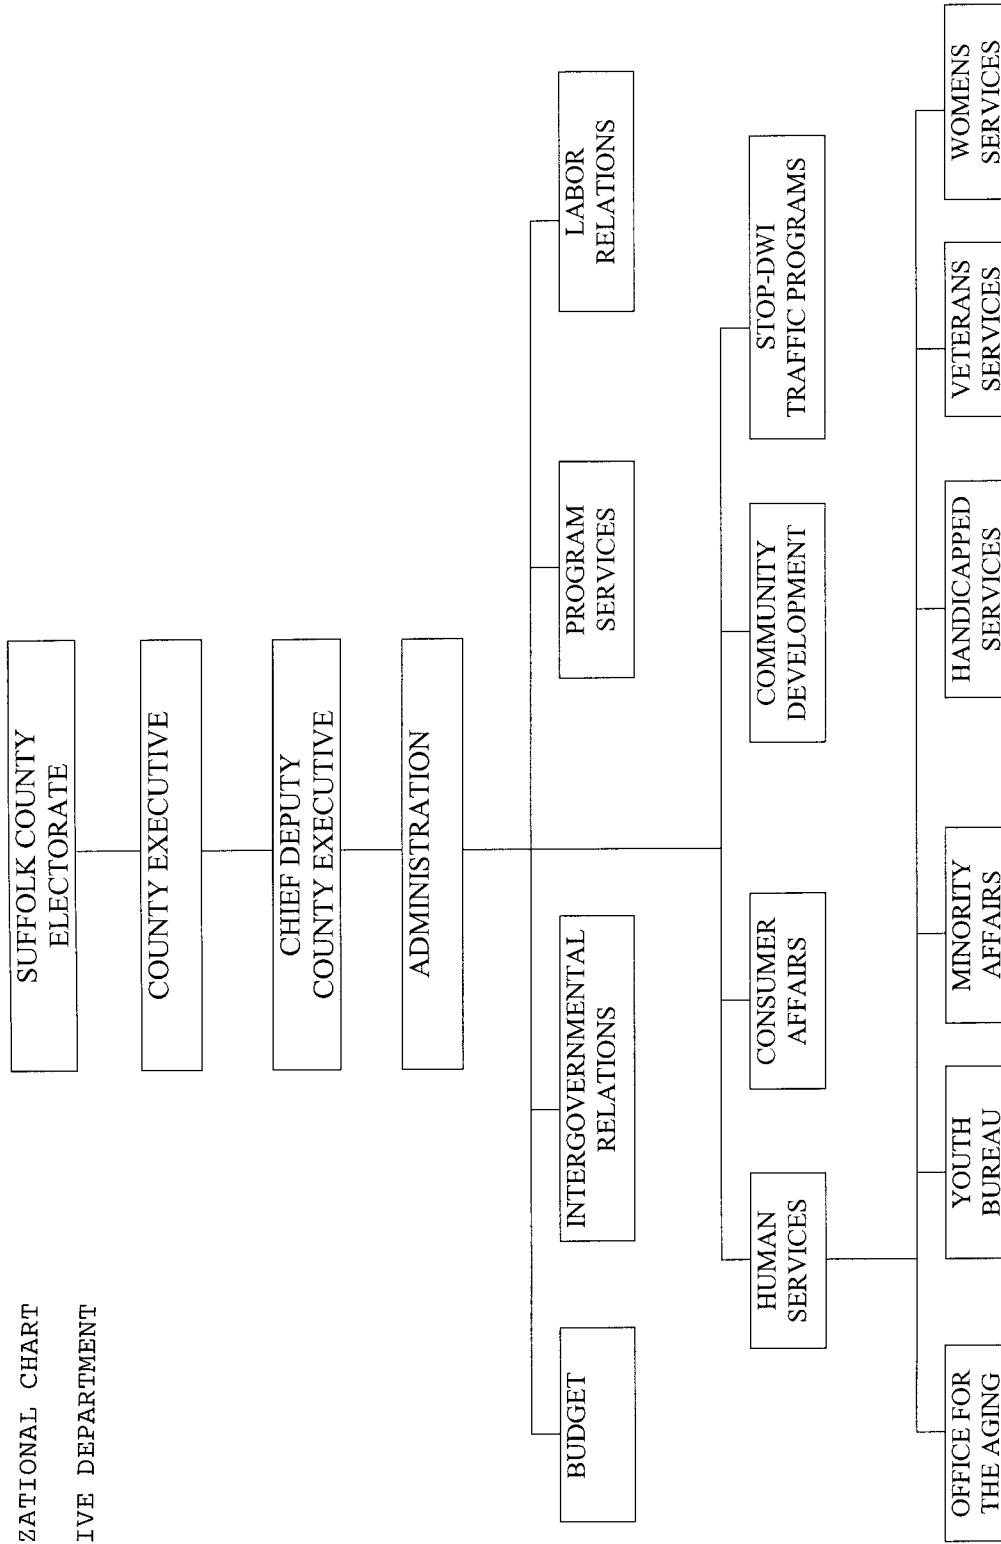 ZATIONAL CHART
IVE DEPARTMENT
SUFFOLK COUNTY
ELECTORATE
COUNTY EXECUTIVE
CHIEF DEPUTY
COUNTY EXECUTIVE
ADMINISTRATION
BUDGET
INTERGOVERNMENTAL
RELATIONS
PROGRAM
SERVICES
LABOR
RELATIONS
HUMAN
SERVICES
CONSUMER
AFFAIRS
COMMUNITY
DEVELOPMENT
STOP-DWI
TRAFFIC PROGRAMS
OFFICE FOR
THE AGING
YOUTH
BUREAU
MINORITY
AFFAIRS
HANDICAPPED
SERVICES
VETERANS
SERVICES
WOMENS
SERVICES